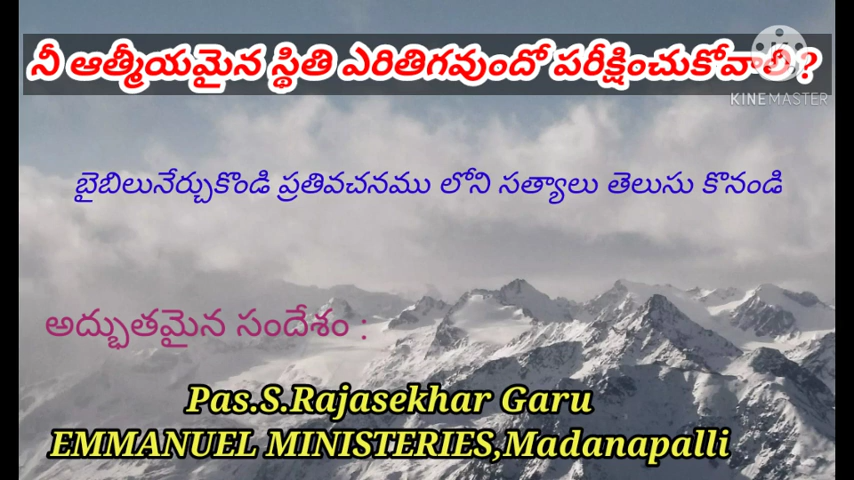 నీ ఆత్మీయమైన స్థితి ఎరితిగవుందో పరీక్షించుకోవాలి ?
KINEMASTER
బైబిలునేర్చుకొండి ప్రతివచనము లోని సత్యాలు తెలుసు కొనండి
అద్భుతమైన సందేశం :
Pas.S.Rajasekhar Garu
EMMANUEL MINISTERIES,Madanapalli